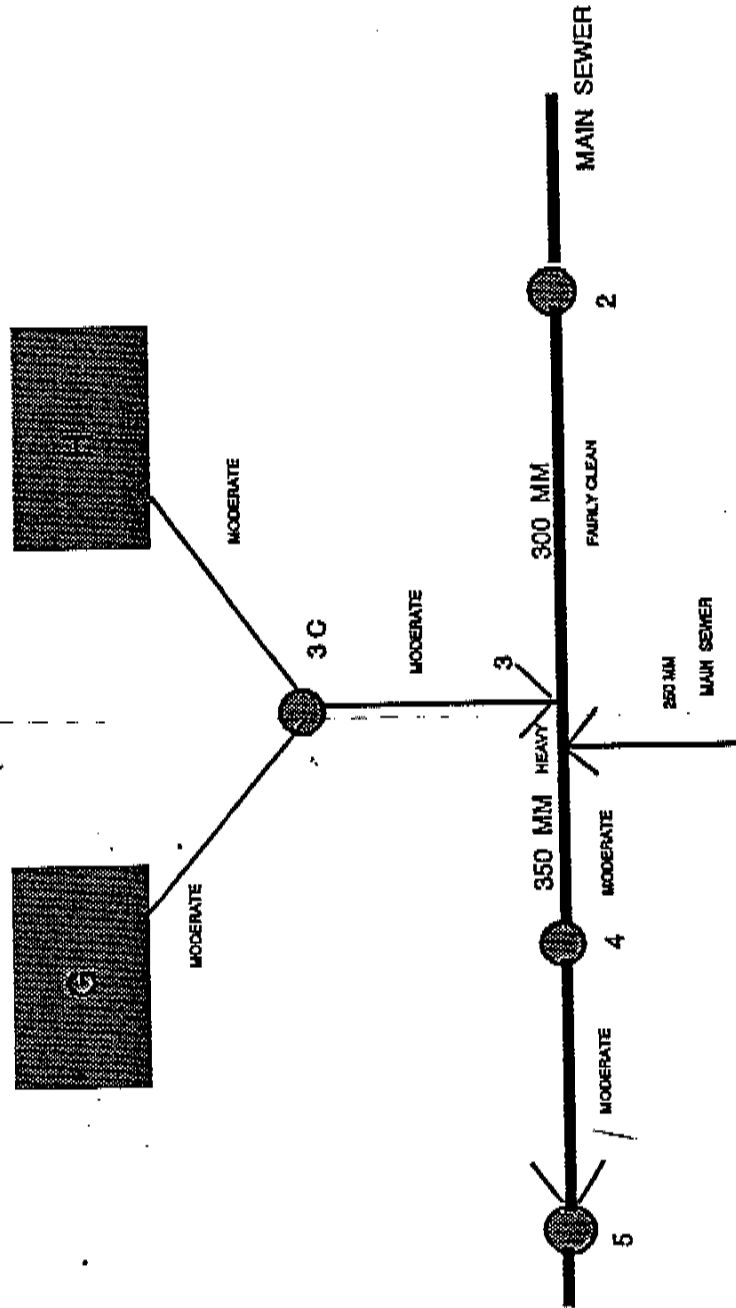 G
MODERATE
MODERATE
3 C
MODERATE
3
HEAVY
350 MM
300 MM
MAIN SEWER
5
MODERATE
4
MODERATE
FAIRLY CLEAN
2
250 MM
MAIN SEWER